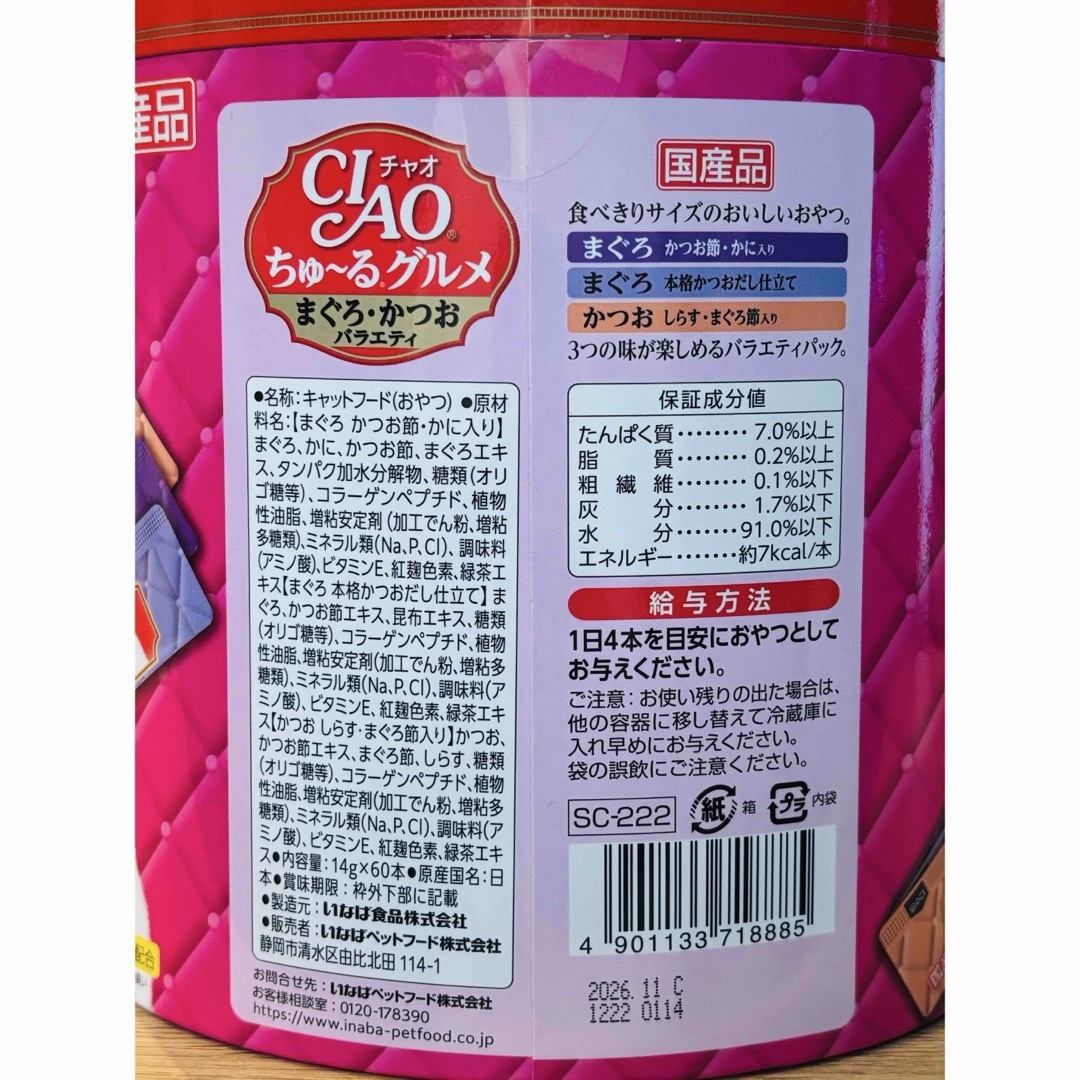 産品
CIAO チャオ
ちゅ〜る®グルメ
まぐろ・かつお
バラエティ
●名称:キャットフード(おやつ) ●原材
料名:【まぐろ かつお節・かに入り】
まぐろ、かに、かつお節、まぐろエキ
ス、タンパク加水分解物、糖類(オリ
ゴ糖等)、コラーゲンペプチド、植物
性油脂、増粘安定剤(加工でん粉、増粘
多糖類)、ミネラル類(Na、P、Cl)、調味料
(アミノ酸)、ビタミンE、紅麹色素、緑茶エ
キス【まぐろ 本格かつおだし仕立て】ま
ぐろ、かつお節エキス、昆布エキス、糖類
(オリゴ糖等)、コラーゲンペプチド、植物
性油脂、増粘安定剤(加工でん粉、増粘多
糖類)、ミネラル類(Na、P、Cl)、調味料(ア
ミノ酸)、ビタミンE、紅麹色素、緑茶エキ
ス【かつお しらす・まぐろ節入り】かつお、
かつお節エキス、まぐろ節、しらす、糖類
(オリゴ糖等)、コラーゲンペプチド、植物
性油脂、増粘安定剤(加工でん粉、増粘多
糖類)、ミネラル類(Na、P、Cl)、調味料(ア
ミノ酸)、ビタミンE、紅麹色素、緑茶エキ
ス●内容量:14g×60本●原産国名:日
本●賞味期限:枠外下部に記載
●製造元:いなば食品株式会社
●販売者:いなばペットフード株式会社
静岡市清水区由比北田 114-1
お問合せ先:いなばペットフード株式会社
お客様相談室:0120-178390
https://www.inaba-petfood.co.jp
国産品
食べきりサイズのおいしいおやつ。
まぐろ かつお節・かに入り
まぐろ 本格かつおだし仕立て
かつお しらす・まぐろ節入り
3つの味が楽しめるバラエティパック。
保証成分値
たんぱく質・・・・・・・・7.0%以上
脂質・・・・・・・・0.2%以上
粗繊維・・・・・・・・0.1%以下
灰分・・・・・・・・1.7%以下
水分・・・・・・・91.0%以下
エネルギー・・・・・・・約7kcal/本
給与方法
1日4本を目安におやつとして
お与えください。
ご注意:お使い残りの出た場合は、
他の容器に移し替えて冷蔵庫に
入れ早めにお与えください。
袋の誤飲にご注意ください。
SC-222 紙 箱 プラ 内袋
4 901133 718885
2026.11 C
1222 0114
配合